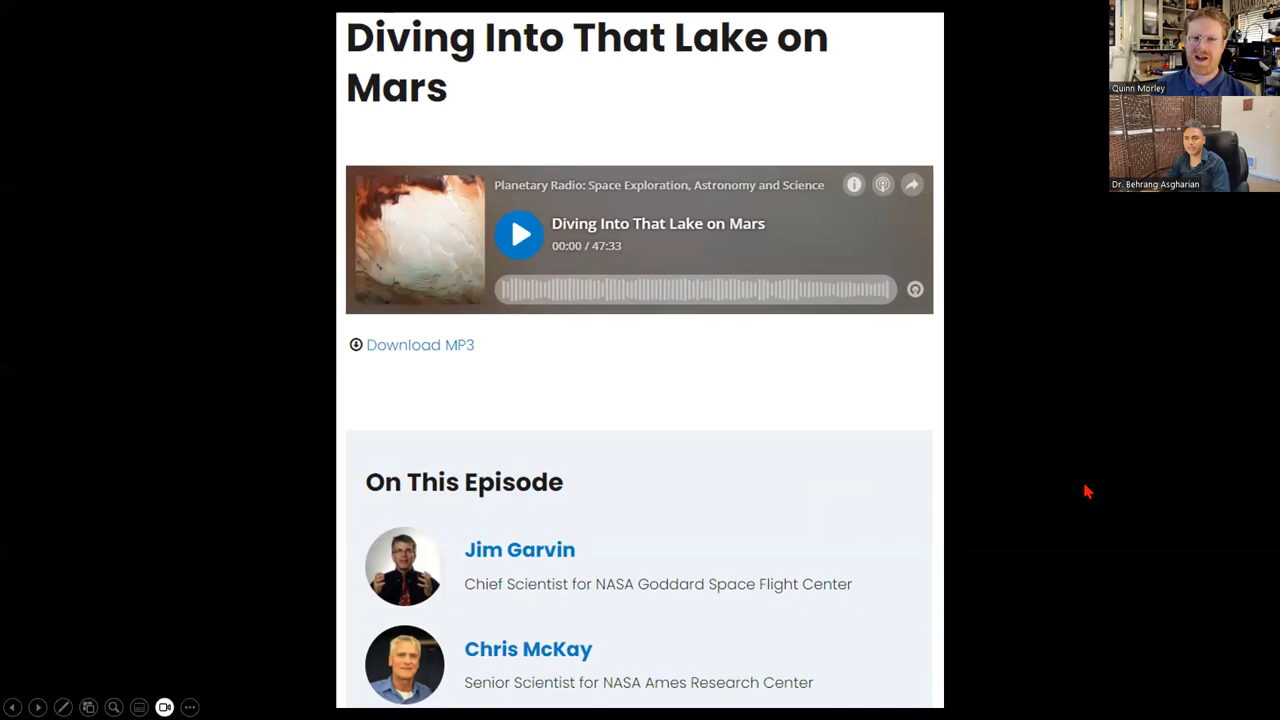 Diving Into That Lake on
Mars
Planetary Radio: Space Exploration, Astronomy and Science
Diving Into That Lake on Mars
00:00 / 47:33
Download MP3
On This Episode
Jim Garvin
Chief Scientist for NASA Goddard Space Flight Center
Chris McKay
Senior Scientist for NASA Ames Research Center
Quinn Morley
Dr. Behrang Asgharian